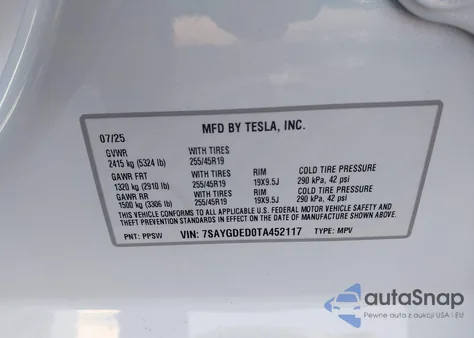 07/25 MFD BY TESLA, INC.
GVWR WITH TIRES
2415 kg (5324 lb) 255/45R19
GAWR FRT WITH TIRES RIM COLD TIRE PRESSURE
1320 kg (2910 lb) 255/45R19 19X9.5J 290 kPa, 42 psi
GAWR RR WITH TIRES RIM COLD TIRE PRESSURE
1500 kg (3306 lb) 255/45R19 19X9.5J 290 kPa, 42 psi
THIS VEHICLE CONFORMS TO ALL APPLICABLE U.S. FEDERAL MOTOR VEHICLE SAFETY AND
THEFT PREVENTION STANDARDS IN EFFECT ON THE DATE OF MANUFACTURE SHOWN ABOVE.
PNT: PPSW VIN: 7SAYGDED0TA452117 TYPE: MPV
autoSnap
Pewne auta z aukcji USA i EU